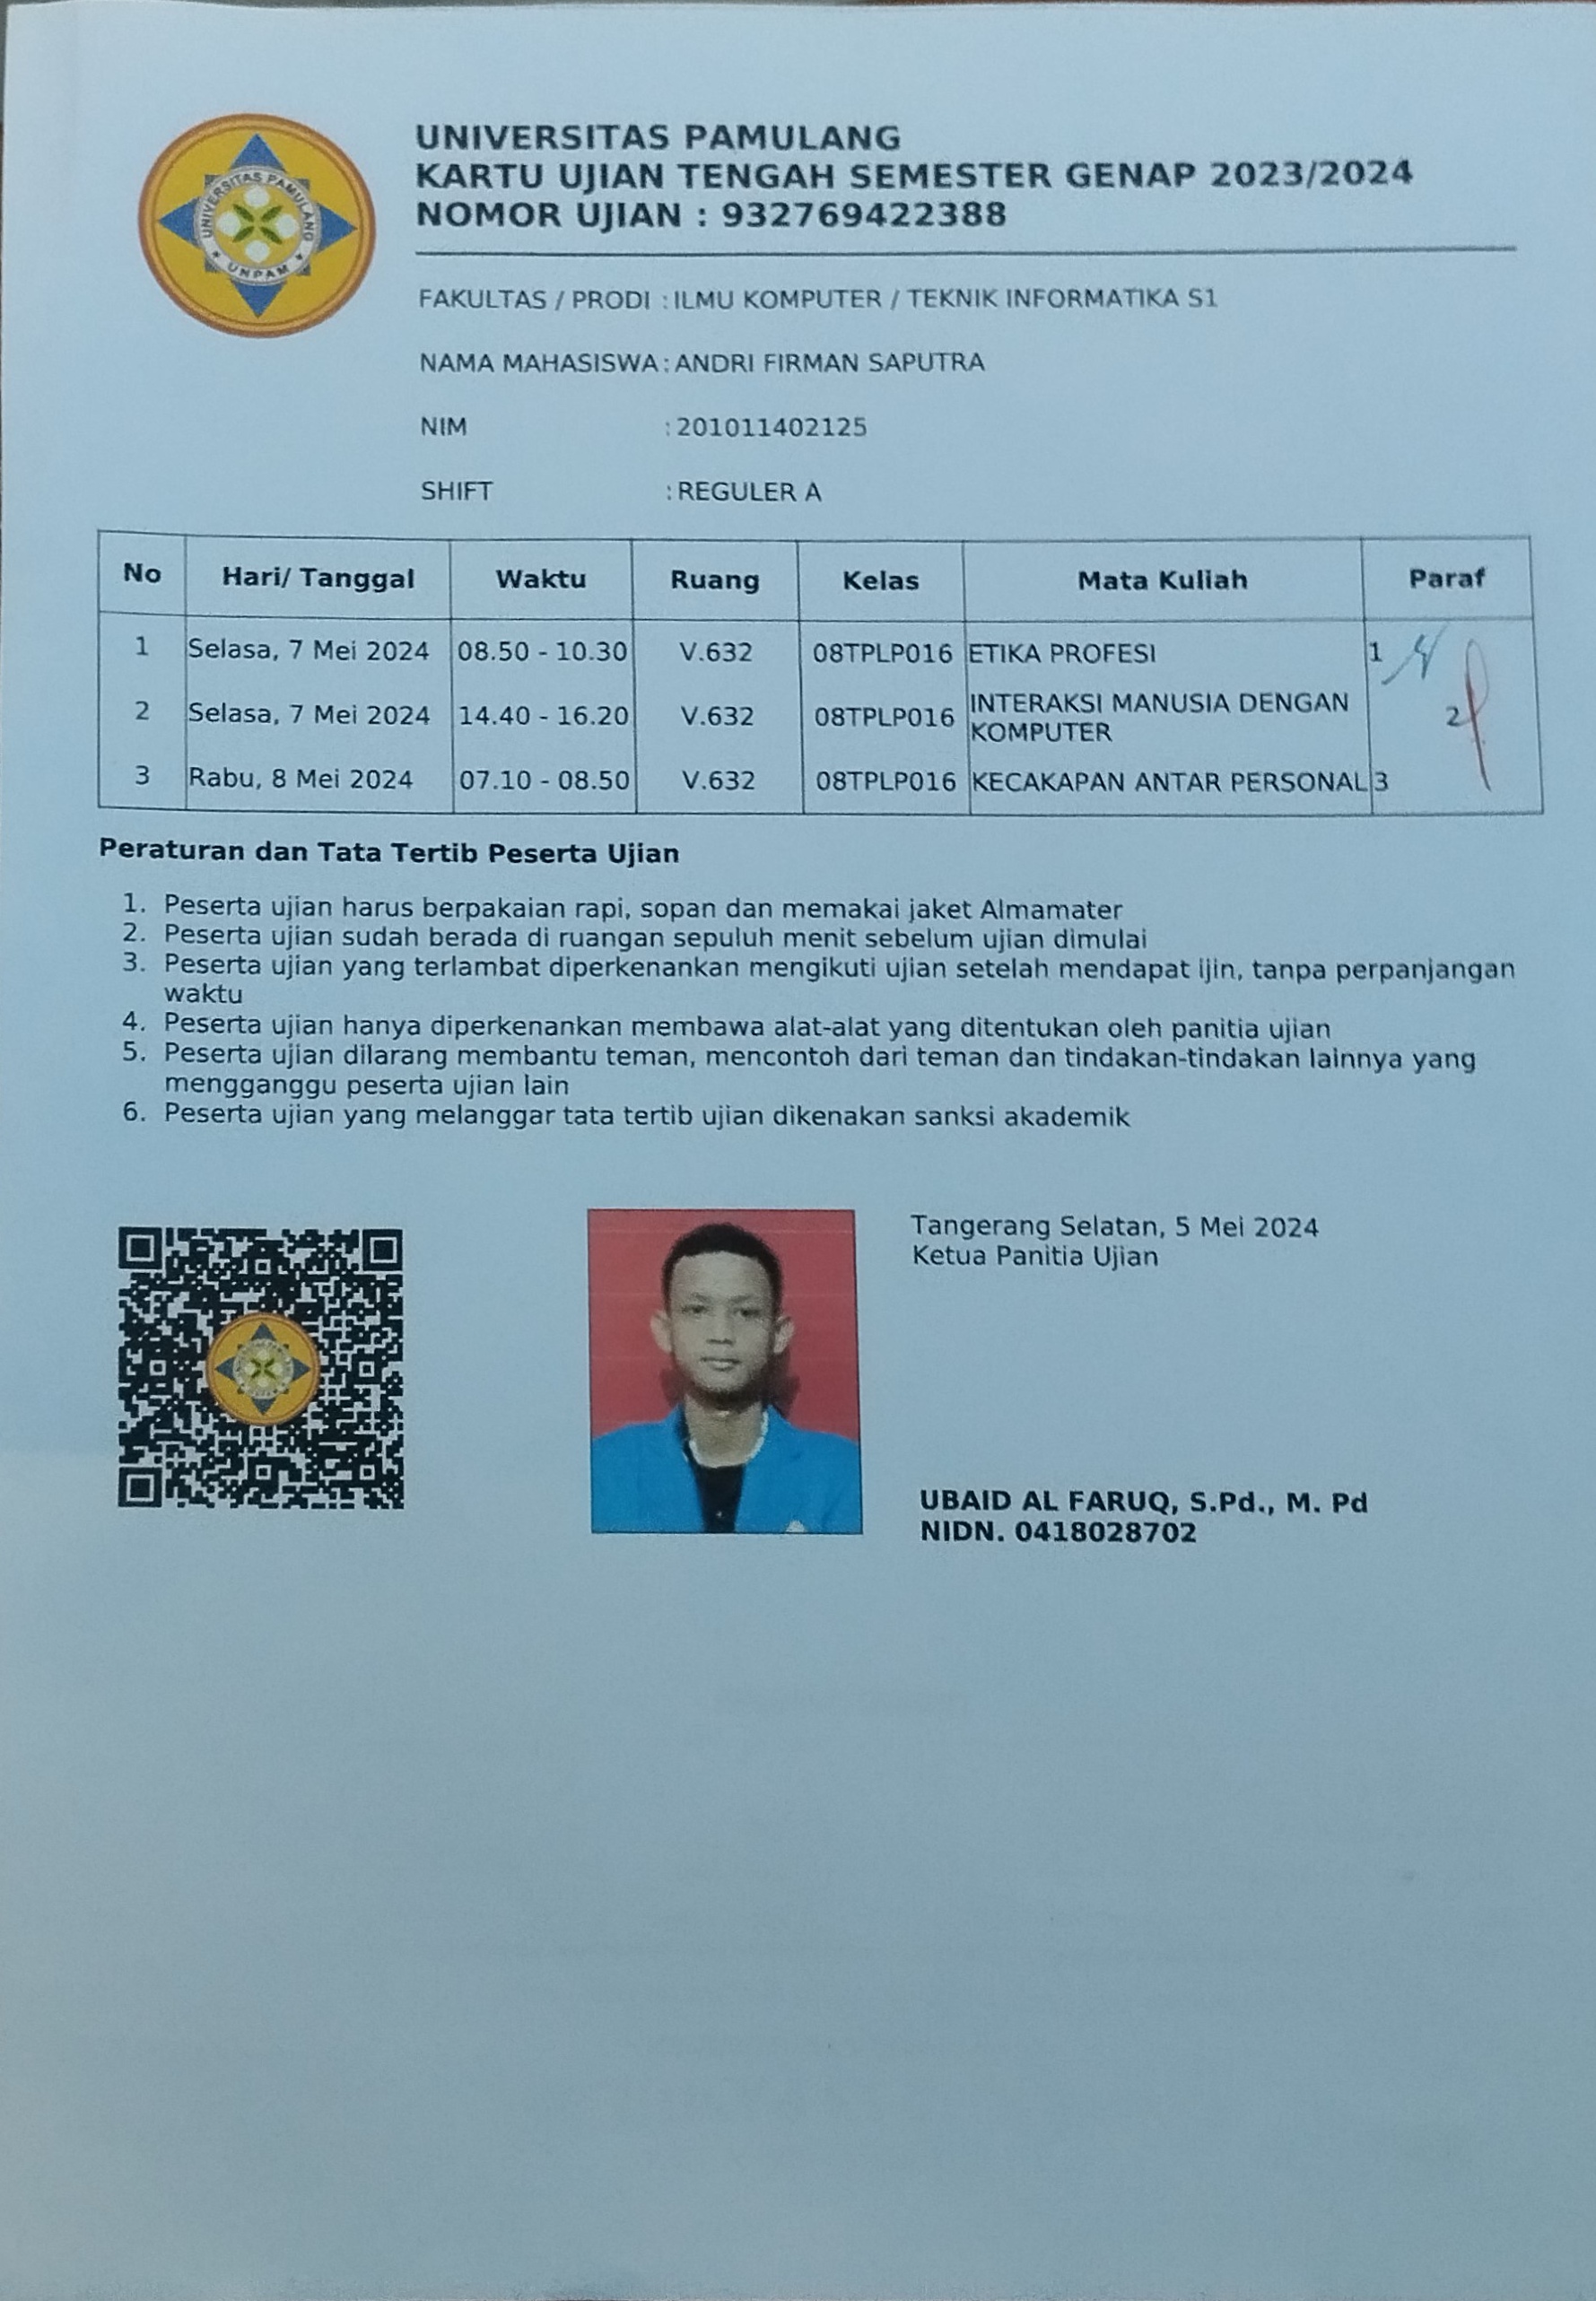 UNIVERSITAS PAMULANG
UNPAM
UNIVERSITAS PAMULANG
KARTU UJIAN TENGAH SEMESTER GENAP 2023/2024
NOMOR UJIAN : 932769422388
FAKULTAS / PRODI : ILMU KOMPUTER / TEKNIK INFORMATIKA S1
NAMA MAHASISWA : ANDRI FIRMAN SAPUTRA
NIM : 201011402125
SHIFT : REGULER A
No Hari/ Tanggal Waktu Ruang Kelas Mata Kuliah Paraf
1 Selasa, 7 Mei 2024 08.50 - 10.30 V.632 08TPLP016 ETIKA PROFESI 1
2 Selasa, 7 Mei 2024 14.40 - 16.20 V.632 08TPLP016 INTERAKSI MANUSIA DENGAN
KOMPUTER 2
3 Rabu, 8 Mei 2024 07.10 - 08.50 V.632 08TPLP016 KECAKAPAN ANTAR PERSONAL 3
Peraturan dan Tata Tertib Peserta Ujian
1. Peserta ujian harus berpakaian rapi, sopan dan memakai jaket Almamater
2. Peserta ujian sudah berada di ruangan sepuluh menit sebelum ujian dimulai
3. Peserta ujian yang terlambat diperkenankan mengikuti ujian setelah mendapat ijin, tanpa perpanjangan
waktu
4. Peserta ujian hanya diperkenankan membawa alat-alat yang ditentukan oleh panitia ujian
5. Peserta ujian dilarang membantu teman, mencontoh dari teman dan tindakan-tindakan lainnya yang
mengganggu peserta ujian lain
6. Peserta ujian yang melanggar tata tertib ujian dikenakan sanksi akademik
Tangerang Selatan, 5 Mei 2024
Ketua Panitia Ujian
UBAID AL FARUQ, S.Pd., M. Pd
NIDN. 0418028702